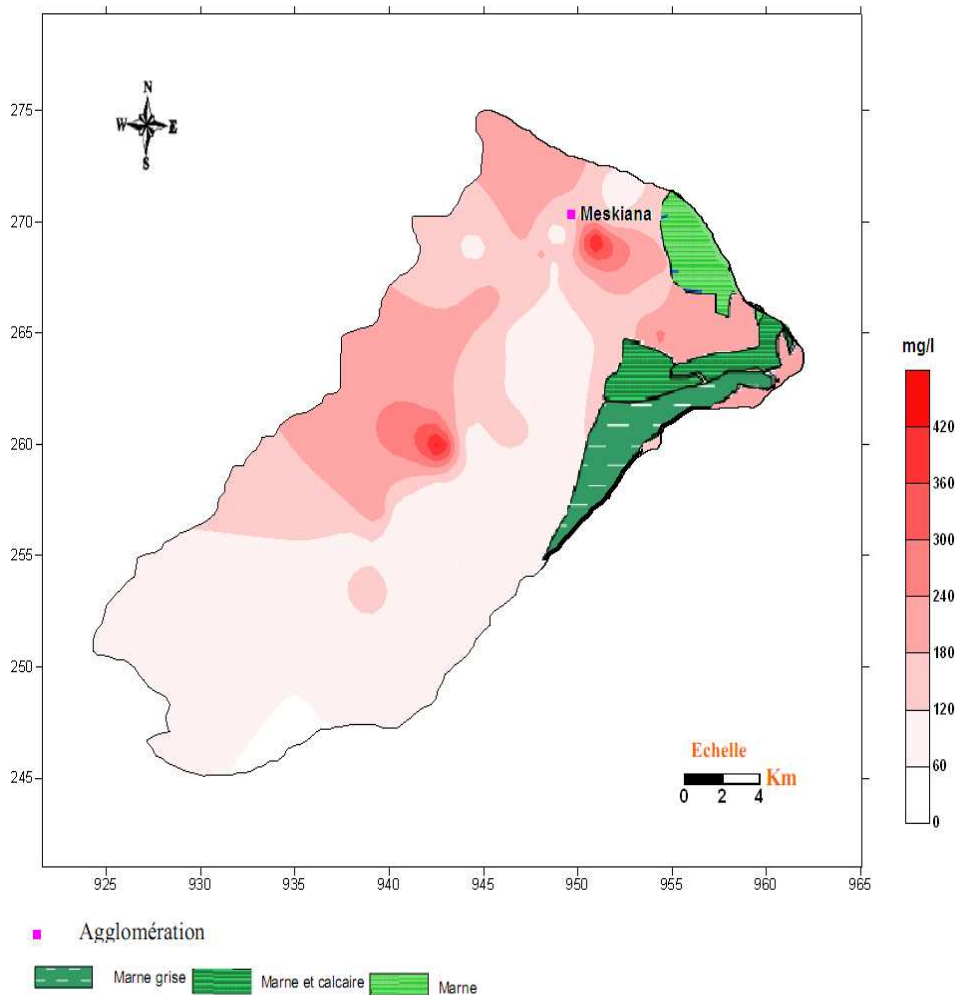 275
270
265
260
255
250
245
N
W E
S
Meskiana
mg/l
420
360
300
240
180
120
60
0
Echelle
Km
0 2 4
925 930 935 940 945 950 955 960 965
Agglomération
Marne grise Marne et calcaire Marne